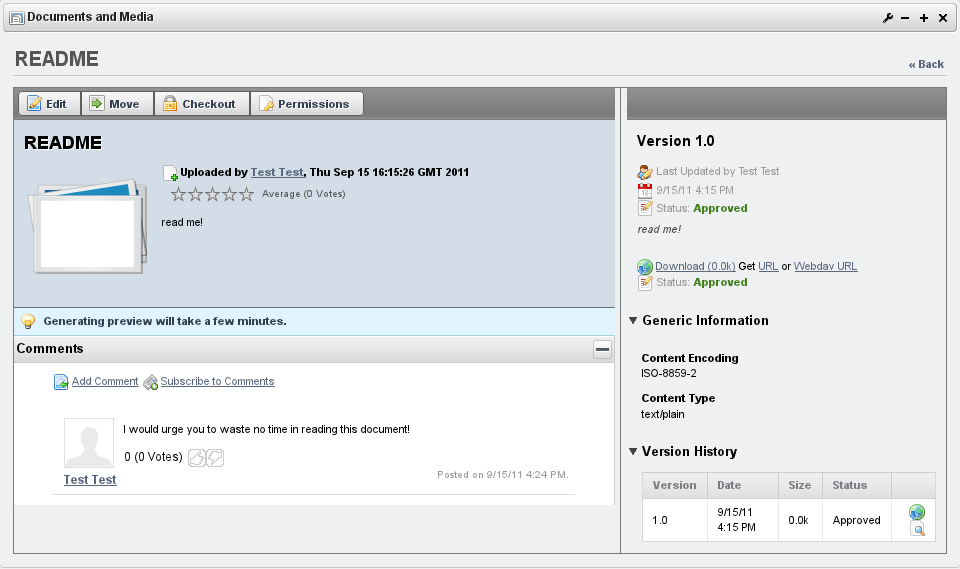 Documents and Media
README
« Back
Edit Move Checkout Permissions
README
Uploaded by Test Test, Thu Sep 15 16:15:26 GMT 2011
Average (0 Votes)
read me!
Generating preview will take a few minutes.
Comments
Add Comment Subscribe to Comments
I would urge you to waste no time in reading this document!
0 (0 Votes)
Test Test
Posted on 9/15/11 4:24 PM.
Version 1.0
Last Updated by Test Test
9/15/11 4:15 PM
Status: Approved
read me!
Download (0.0k) Get URL or Webdav URL
Status: Approved
Generic Information
Content Encoding
ISO-8859-2
Content Type
text/plain
Version History
Version Date Size Status
1.0 9/15/11 4:15 PM 0.0k Approved